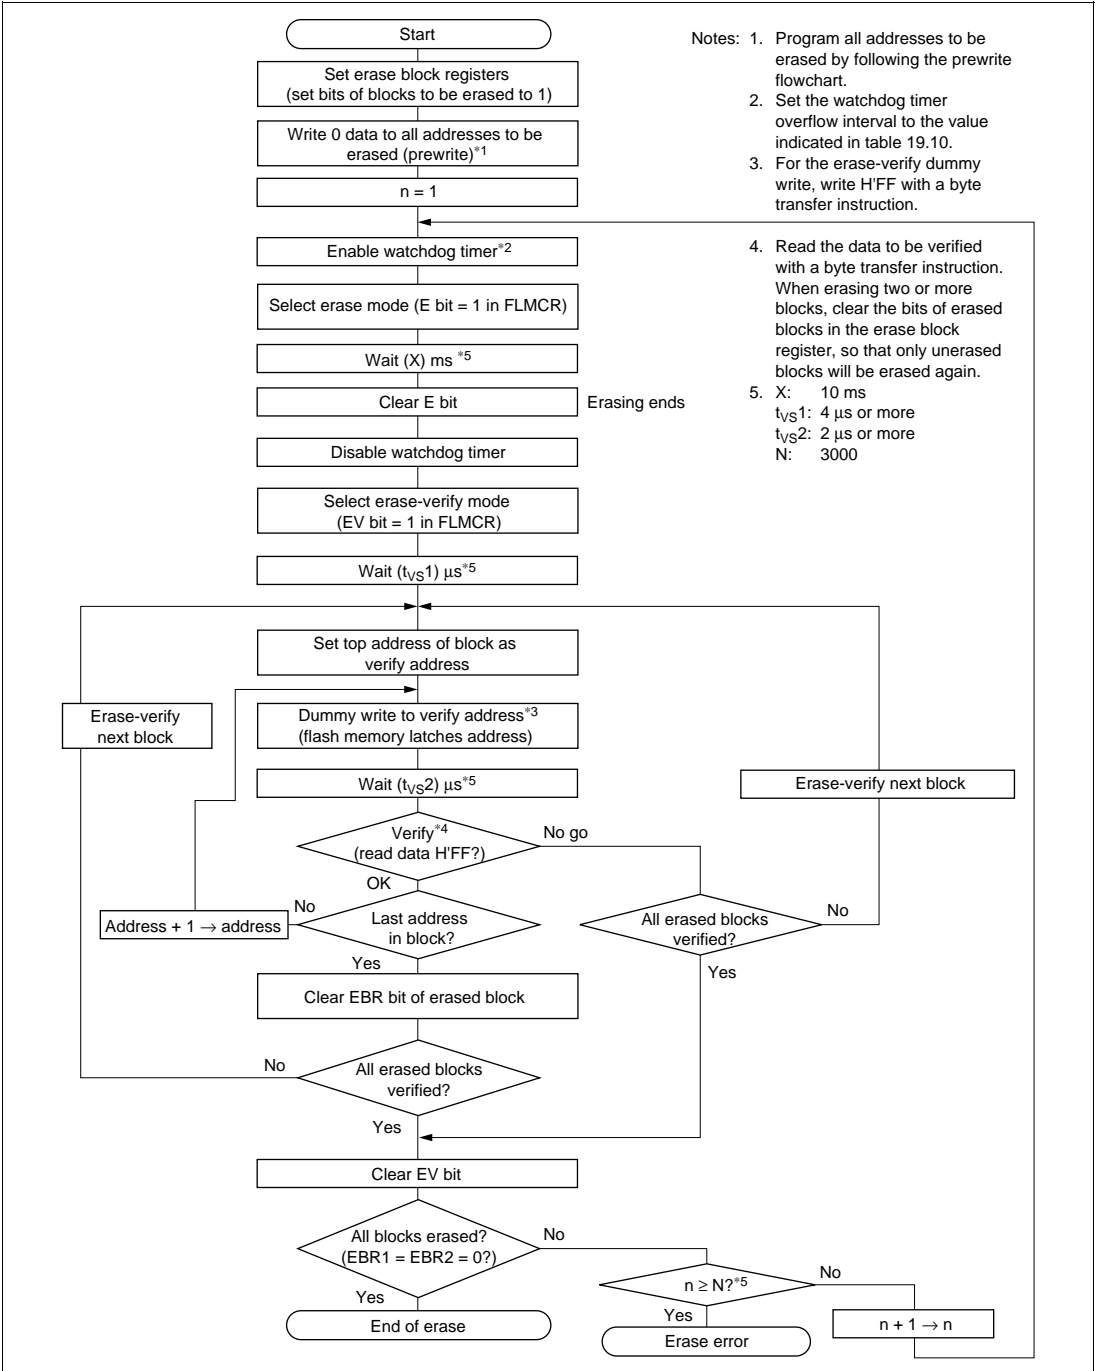 Start
Set erase block registers
(set bits of blocks to be erased to 1)
Write 0 data to all addresses to be
erased (prewrite)*1
n = 1
Enable watchdog timer*2
Select erase mode (E bit = 1 in FLMCR)
Wait (X) ms *5
Clear E bit
Erasing ends
Disable watchdog timer
Select erase-verify mode
(EV bit = 1 in FLMCR)
Wait (tVS1) μs*5
Set top address of block as
verify address
Erase-verify
next block
Dummy write to verify address*3
(flash memory latches address)
Wait (tVS2) μs*5
Erase-verify next block
Verify*4
(read data H'FF?)
No go
OK
No
Address + 1 → address
Last address
in block?
All erased blocks
verified?
No
Yes
Yes
Clear EBR bit of erased block
No
All erased blocks
verified?
Yes
Clear EV bit
All blocks erased?
(EBR1 = EBR2 = 0?)
No
n ≥ N?*5
No
Yes
Yes
End of erase
Erase error
n + 1 → n
Notes: 1. Program all addresses to be
erased by following the prewrite
flowchart.
2. Set the watchdog timer
overflow interval to the value
indicated in table 19.10.
3. For the erase-verify dummy
write, write H'FF with a byte
transfer instruction.
4. Read the data to be verified
with a byte transfer instruction.
When erasing two or more
blocks, clear the bits of erased
blocks in the erase block
register, so that only unerased
blocks will be erased again.
5. X: 10 ms
tVS1: 4 μs or more
tVS2: 2 μs or more
N: 3000